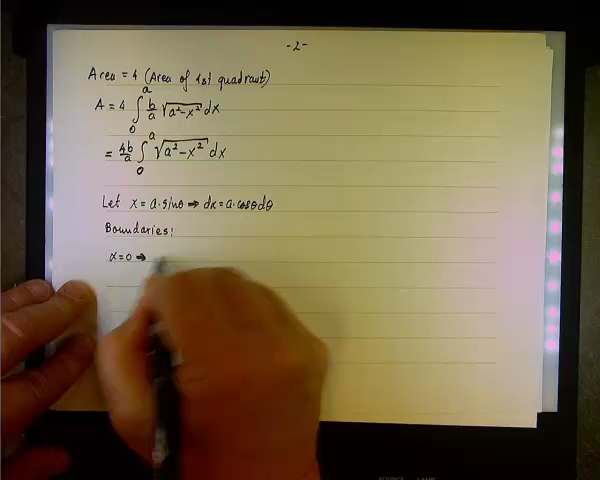 -2-
Area = 4 (Area of 1st quadrant)
A = 4 ∫₀ᵃ b/a √(a²-x²) dx
= 4b/a ∫₀ᵃ √(a²-x²) dx
Let x = a.sinθ ⇒ dx = a.cosθdθ
Boundaries:
x=0 ⇒